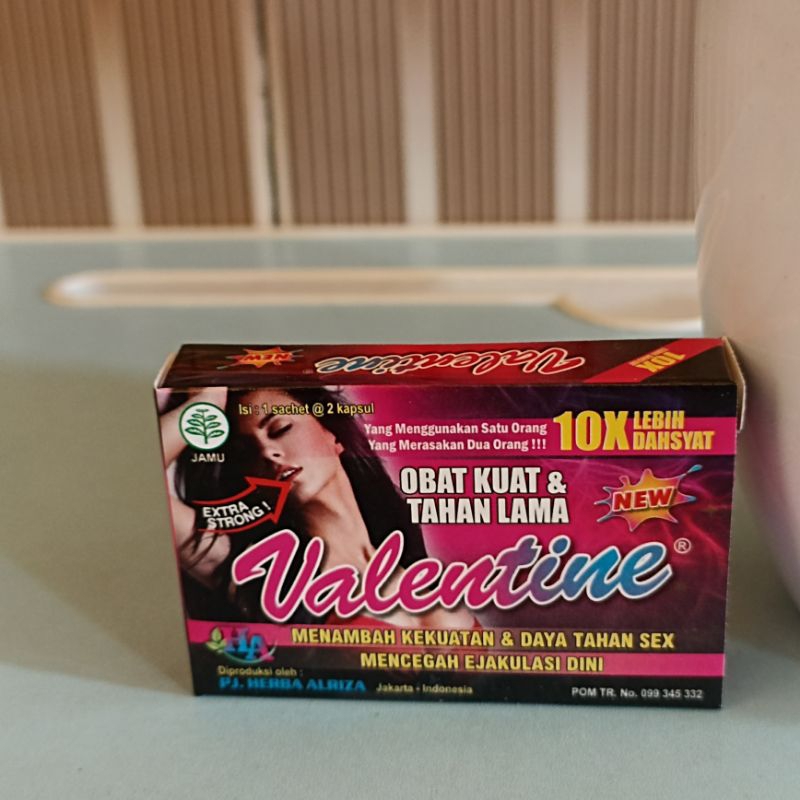 NEW Valentine 10X
Isi : 1 sachet @ 2 kapsul
JAMU
Yang Menggunakan Satu Orang
Yang Merasakan Dua Orang !!!
10X LEBIH
DAHSYAT
OBAT KUAT &
TAHAN LAMA
NEW
EXTRA
STRONG !
Valentine ®
MENAMBAH KEKUATAN & DAYA TAHAN SEX
MENCEGAH EJAKULASI DINI
HA
Diproduksi oleh :
PJ. HERBA ALRIZA Jakarta - Indonesia
POM TR. No. 099 345 332